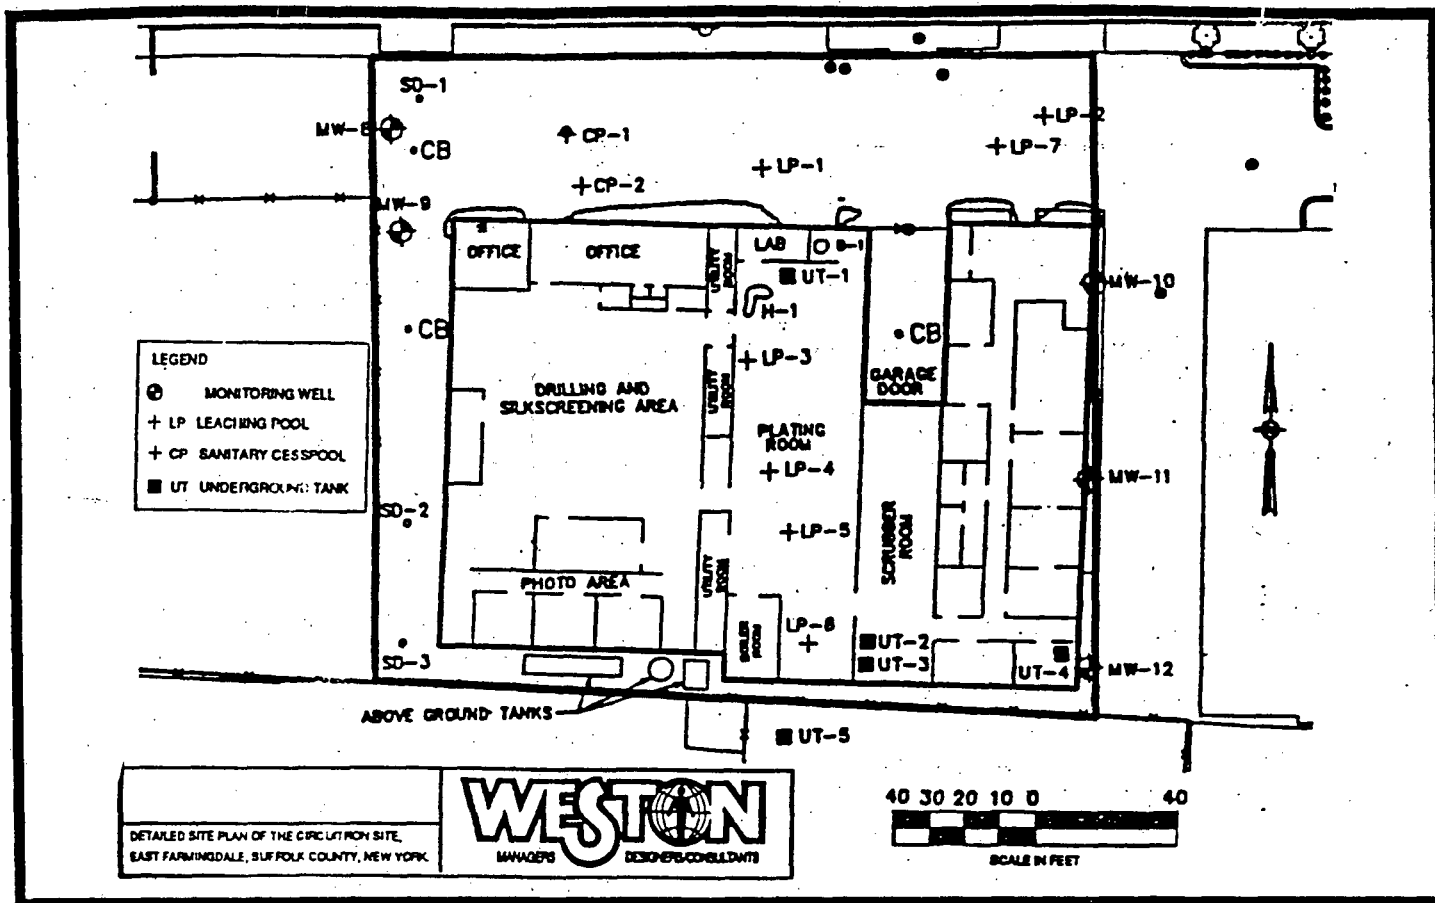 SD-1
MW-8
CB
CP-1
LP-2
LP-7
LP-1
CP-2
MW-9
OFFICE
OFFICE
UTILITY ROOM
LAB
B-1
UT-1
MW-10
H-1
CB
CB
LP-3
GARAGE DOOR
UTILITY ROOM
DRILLING AND
SILKSCREENING AREA
PLATING
ROOM
LP-4
MW-11
LEGEND
MONITORING WELL
LP LEACHING POOL
CP SANITARY CESSPOOL
UT UNDERGROUND TANK
SD-2
LP-5
SCRUBBER
ROOM
PHOTO AREA
UTILITY ROOM
BOILER
ROOM
LP-6
UT-2
UT-3
UT-4
MW-12
SD-3
ABOVE GROUND TANKS
UT-5
WESTON
MANAGERS DESIGNERS/CONSULTANTS
DETAILED SITE PLAN OF THE CIRCUITRON SITE,
EAST FARMINGDALE, SUFFOLK COUNTY, NEW YORK.
40 30 20 10 0 40
SCALE IN FEET